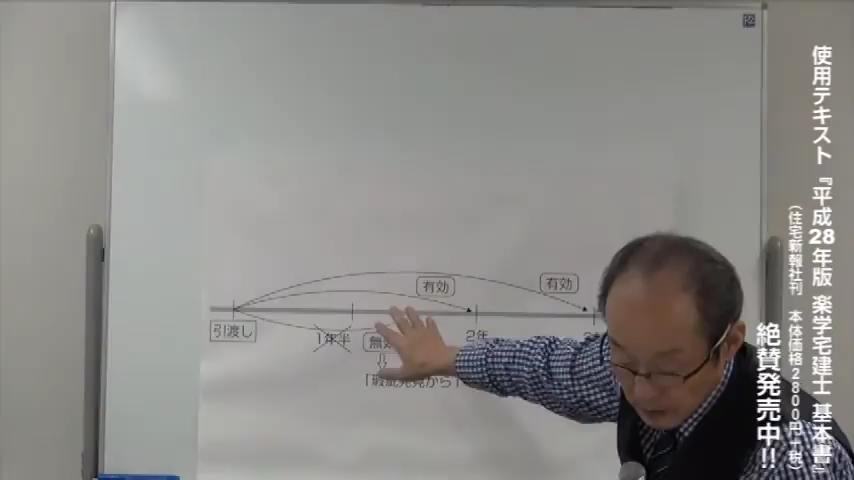 使用テキスト『平成28年版 楽学宅建士 基本書』
(住宅新報社刊 本体価格2800円+税)
絶賛発売中!!
有効
有効
引渡し
1年半
2年
「瑕疵発見から1